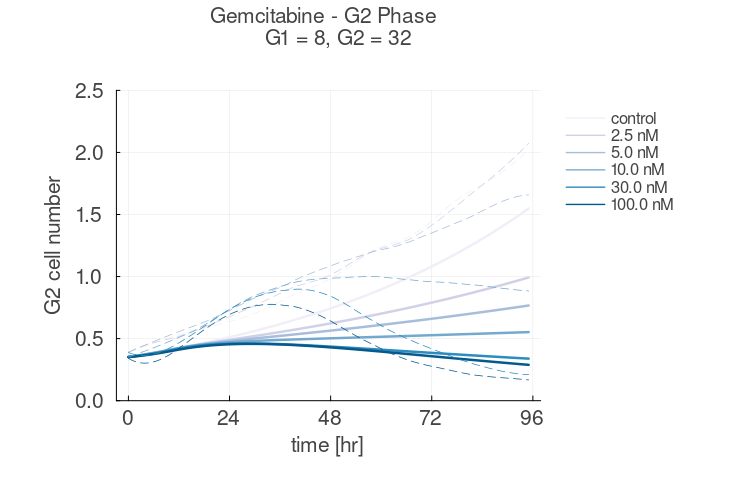 Gemcitabine - G2 Phase
G1 = 8, G2 = 32
2.5
2.0
1.5
1.0
0.5
0.0
G2 cell number
0 24 48 72 96
time [hr]
control
2.5 nM
5.0 nM
10.0 nM
30.0 nM
100.0 nM